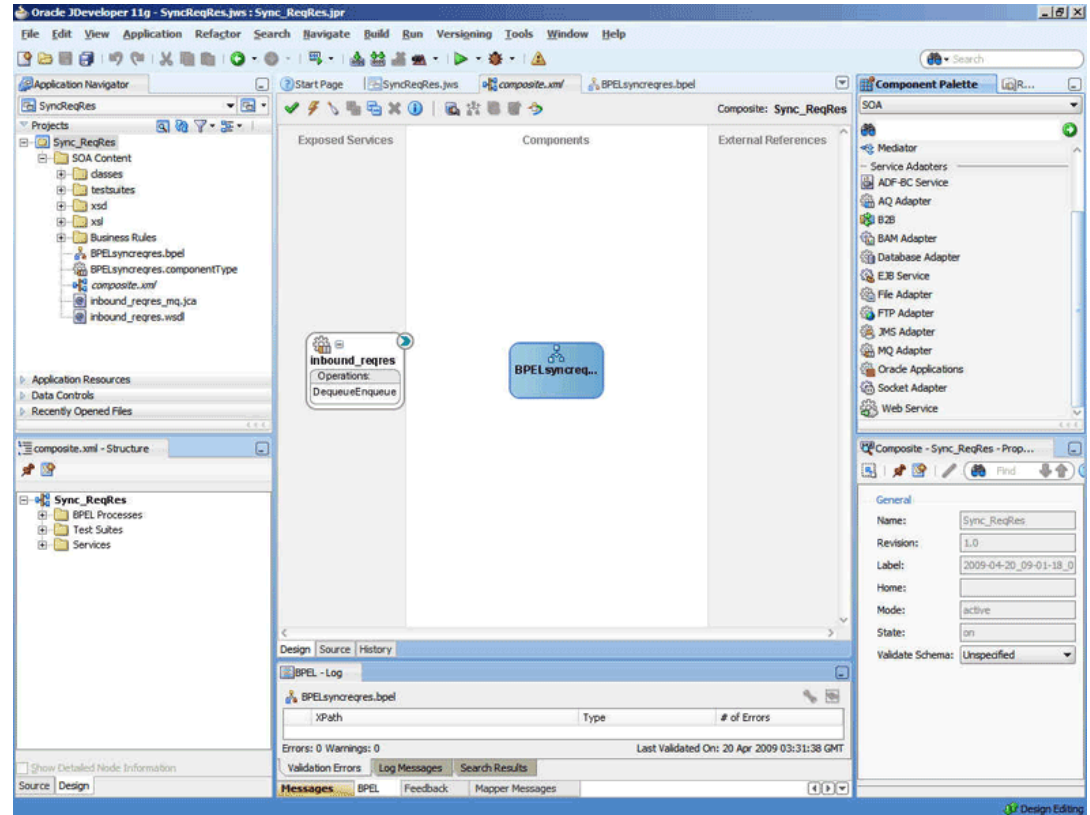 Oracle JDeveloper 11g - SyncReqRes.jws : Sync_ReqRes.jpr
File Edit View Application Refactor Search Navigate Build Run Versioning Tools Window Help
Search
Application Navigator
SyncReqRes
Projects
Sync_ReqRes
SOA Content
classes
testsuites
xsd
xsl
Business Rules
BPELsyncreqres.bpel
BPELsyncreqres.componentType
composite.xml
inbound_reqres_mq.jca
inbound_reqres.wsdl
Application Resources
Data Controls
Recently Opened Files
composite.xml - Structure
Sync_ReqRes
BPEL Processes
Test Suites
Services
Show Detailed Node Information
Source Design
Start Page SyncReqRes.jws composite.xml BPELsyncreqres.bpel
Composite: Sync_ReqRes
Exposed Services Components External References
inbound_reqres
Operations:
DequeueEnqueue
BPELsyncreq...
Design Source History
BPEL - Log
BPELsyncreqres.bpel
XPath Type # of Errors
Errors: 0 Warnings: 0 Last Validated On: 20 Apr 2009 03:31:38 GMT
Validation Errors Log Messages Search Results
Messages BPEL Feedback Mapper Messages
Component Palette R...
SOA
Mediator
Service Adapters
ADF-BC Service
AQ Adapter
B2B
BAM Adapter
Database Adapter
EJB Service
File Adapter
FTP Adapter
JMS Adapter
MQ Adapter
Oracle Applications
Socket Adapter
Web Service
Composite - Sync_ReqRes - Prop...
Find
General
Name: Sync_ReqRes
Revision: 1.0
Label: 2009-04-20_09-01-18_0
Home:
Mode: active
State: on
Validate Schema: Unspecified
Design Editing